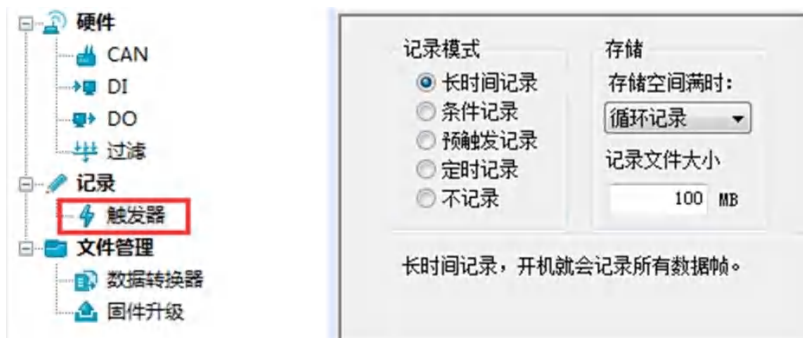 硬件
CAN
DI
DO
过滤
记录
触发器
文件管理
数据转换器
固件升级
记录模式
长时间记录
条件记录
预触发记录
定时记录
不记录
存储
存储空间满时:
循环记录
记录文件大小
100 MB
长时间记录，开机就会记录所有数据帧。